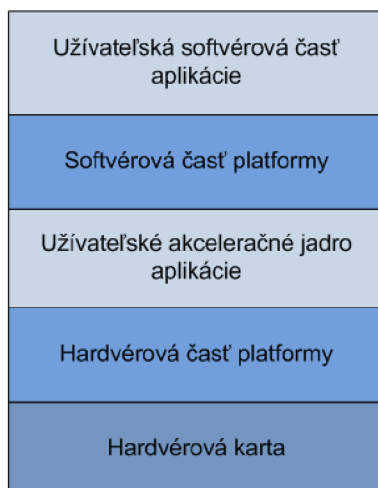 Užívateľská softvérová časť
aplikácie
Softvérová časť platformy
Užívateľské akceleračné jadro
aplikácie
Hardvérová časť platformy
Hardvérová karta